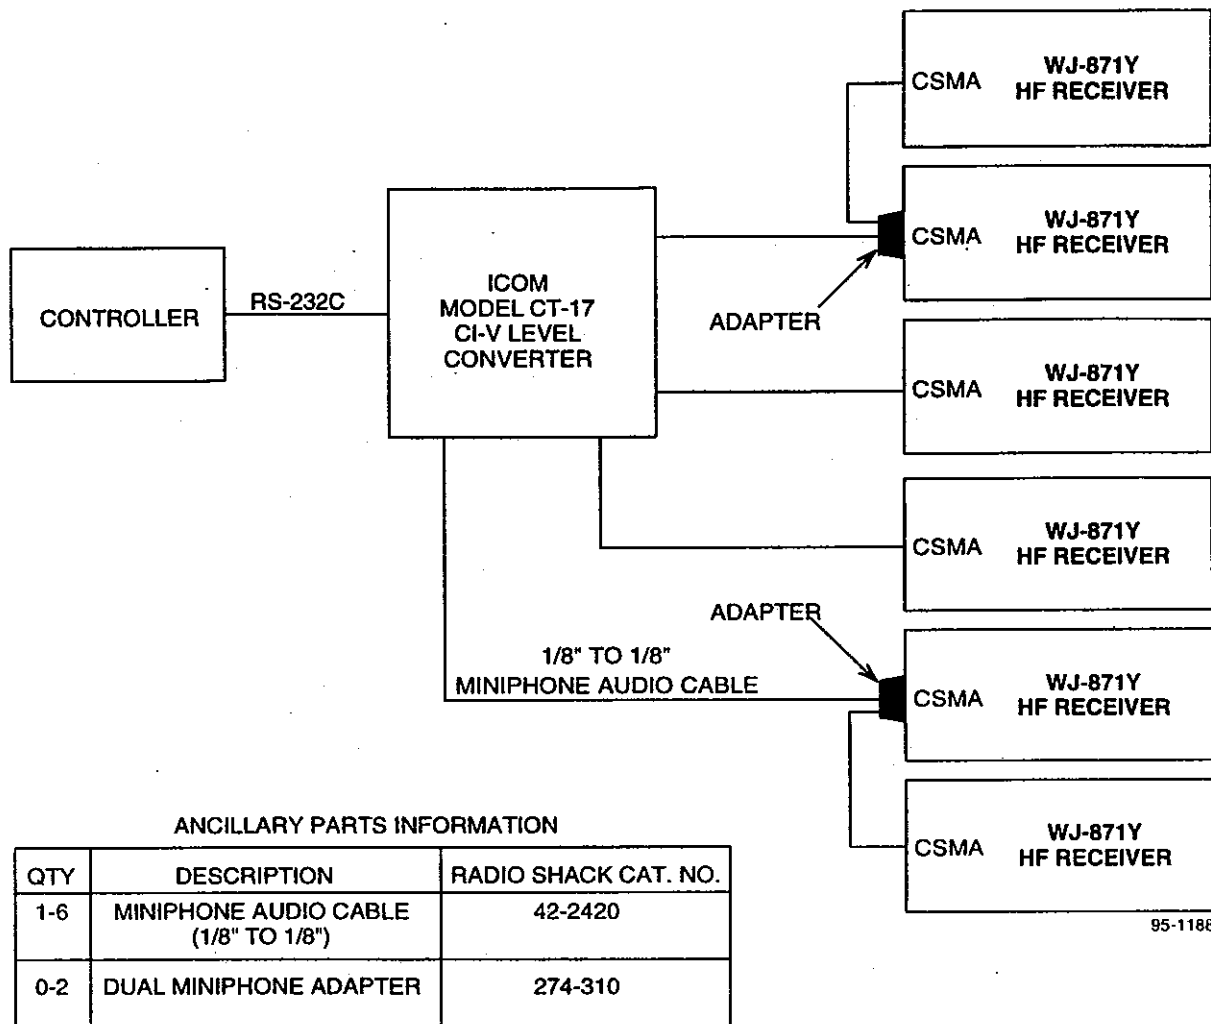 CSMA
WJ-871Y
HF RECEIVER
CSMA
WJ-871Y
HF RECEIVER
CONTROLLER
RS-232C
ICOM
MODEL CT-17
CI-V LEVEL
CONVERTER
ADAPTER
CSMA
WJ-871Y
HF RECEIVER
CSMA
WJ-871Y
HF RECEIVER
ADAPTER
1/8" TO 1/8"
MINIPHONE AUDIO CABLE
CSMA
WJ-871Y
HF RECEIVER
CSMA
WJ-871Y
HF RECEIVER
95-1188
ANCILLARY PARTS INFORMATION
QTY DESCRIPTION RADIO SHACK CAT. NO.
1-6 MINIPHONE AUDIO CABLE 42-2420
(1/8" TO 1/8")
0-2 DUAL MINIPHONE ADAPTER 274-310